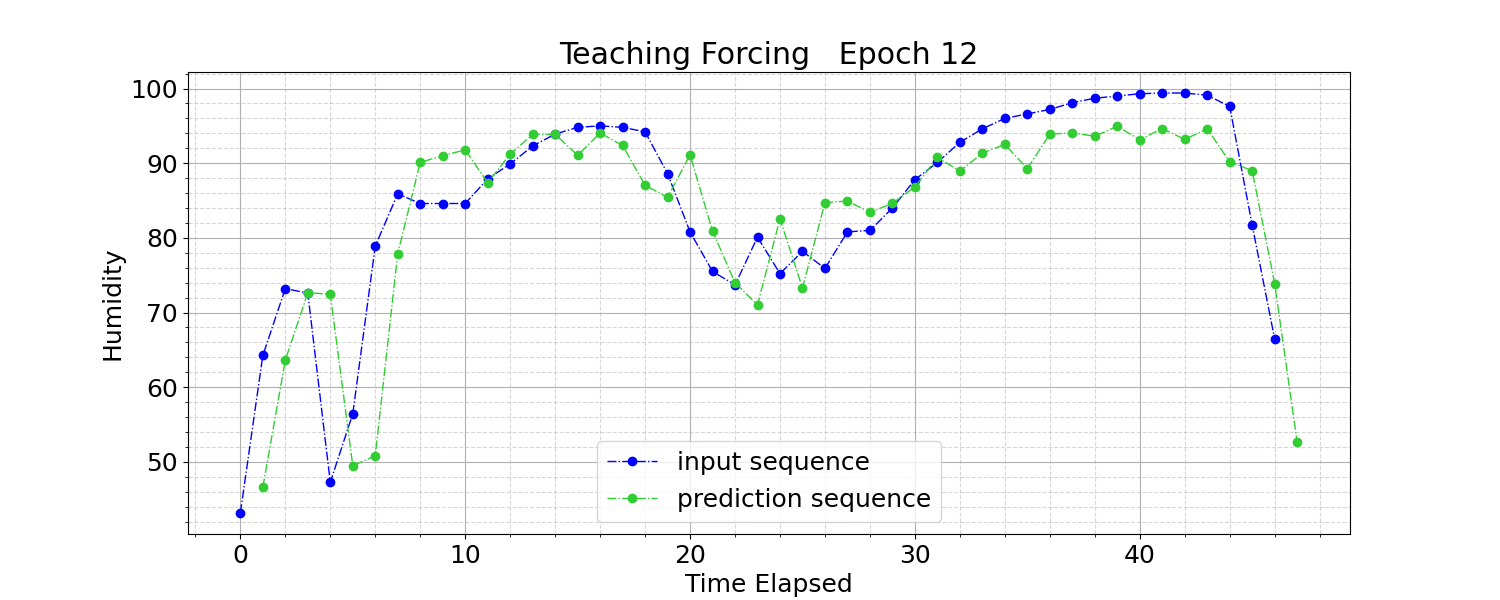 Teaching Forcing   Epoch 12
Humidity
100
90
80
70
60
50
input sequence
prediction sequence
0 10 20 30 40
Time Elapsed